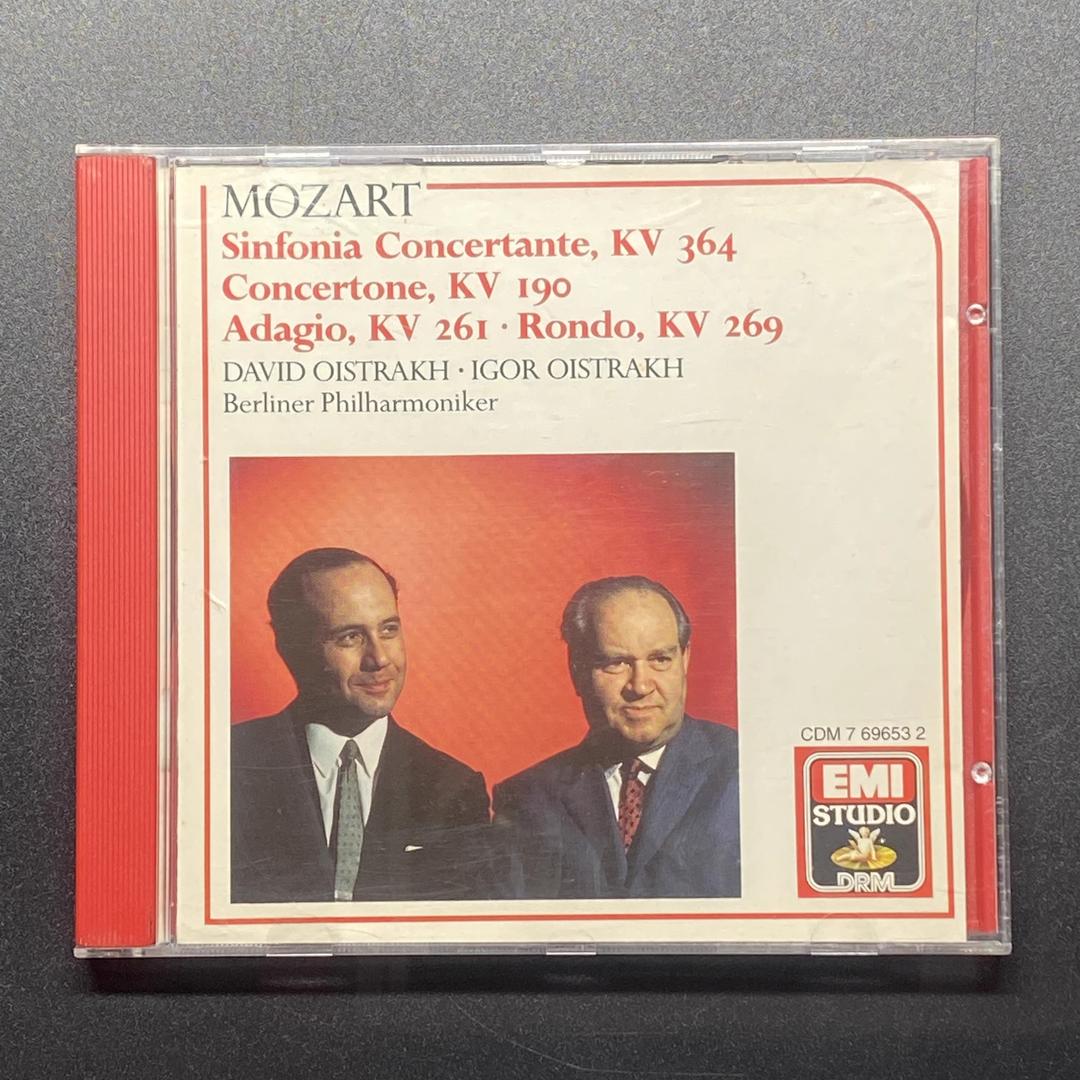 MOZART
Sinfonia Concertante, KV 364
Concertone, KV 190
Adagio, KV 261 · Rondo, KV 269
DAVID OISTRAKH · IGOR OISTRAKH
Berliner Philharmoniker
CDM 7 69653 2
EMI
STUDIO
DRM